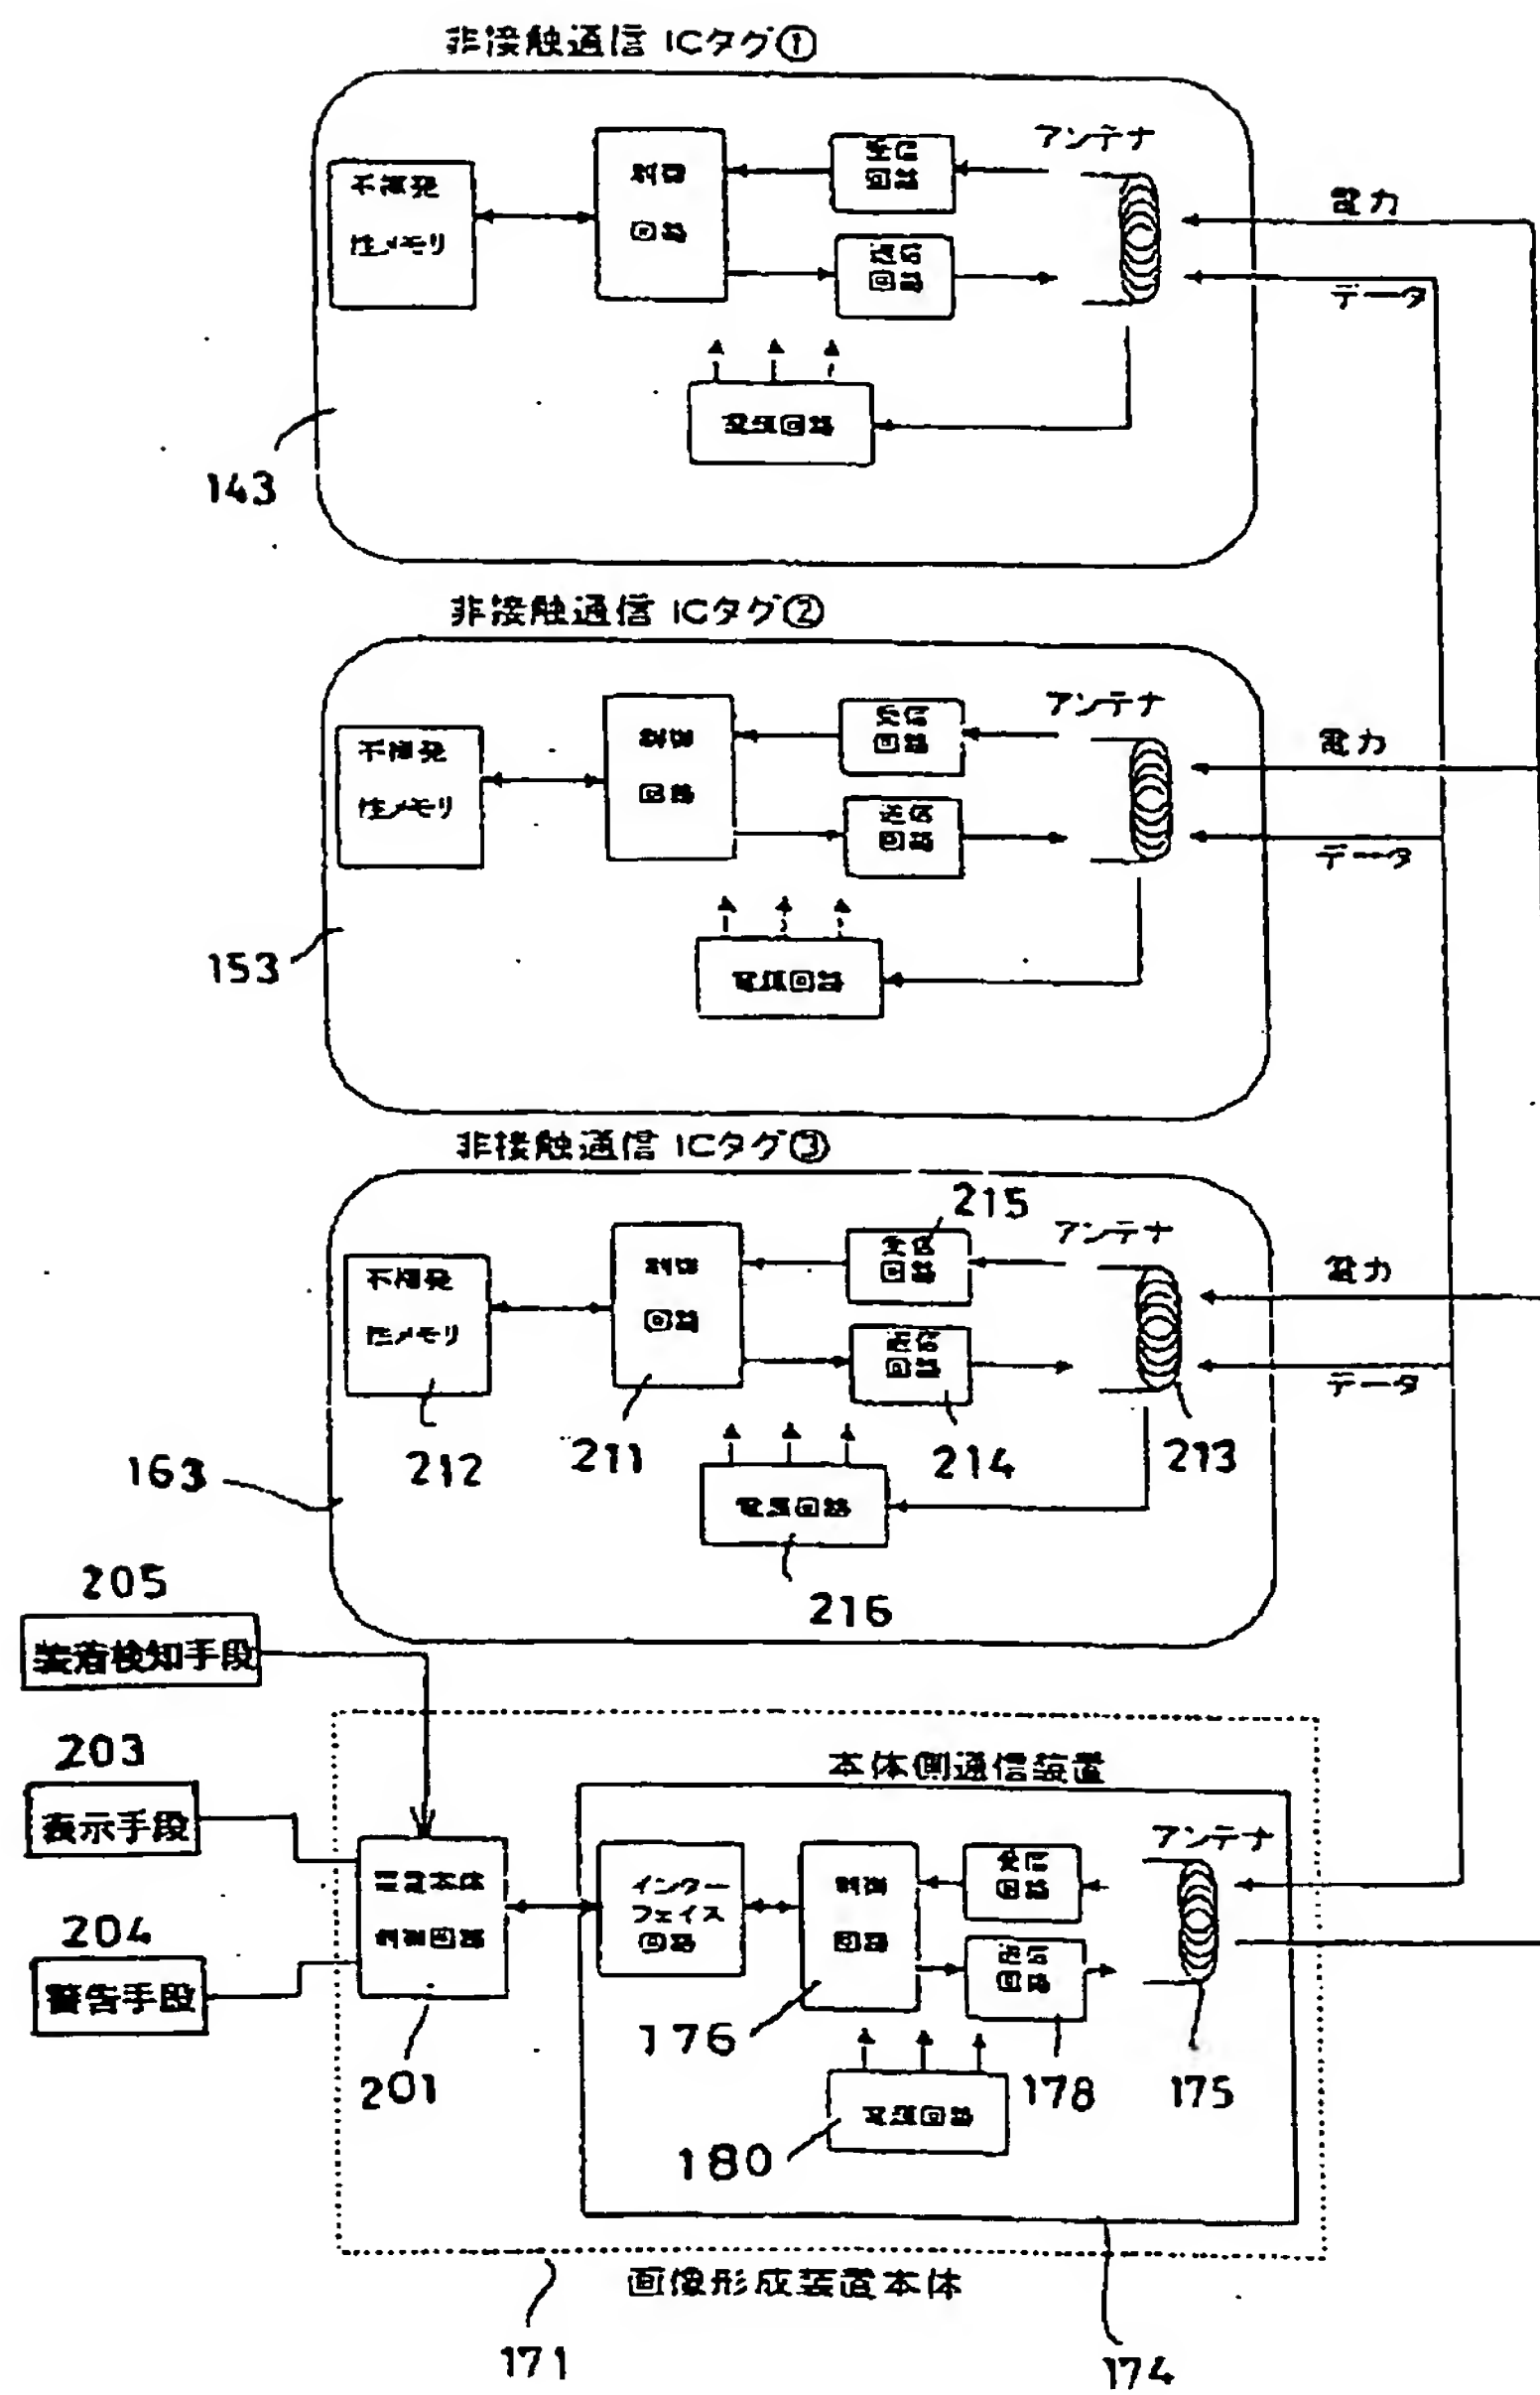 非接触通信 ICタグ①
アンテナ
不揮発
性メモリ
制御
回路
受信
回路
送信
回路
電源回路
電力
データ
143
非接触通信 ICタグ②
アンテナ
不揮発
性メモリ
制御
回路
受信
回路
送信
回路
電源回路
電力
データ
153
非接触通信 ICタグ③
215
アンテナ
不揮発
性メモリ
制御
回路
受信
回路
送信
回路
電源回路
電力
データ
212
211
214
213
163
216
205
装着検知手段
203
表示手段
204
警告手段
本体側通信装置
アンテナ
装置本体
制御回路
インター
フェイス
回路
制御
回路
受信
回路
送信
回路
電源回路
176
201
178
175
180
画像形成装置本体
171
174